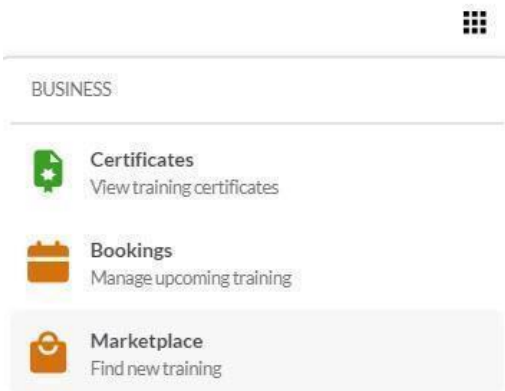 BUSINESS
Certificates
View training certificates
Bookings
Manage upcoming training
Marketplace
Find new training